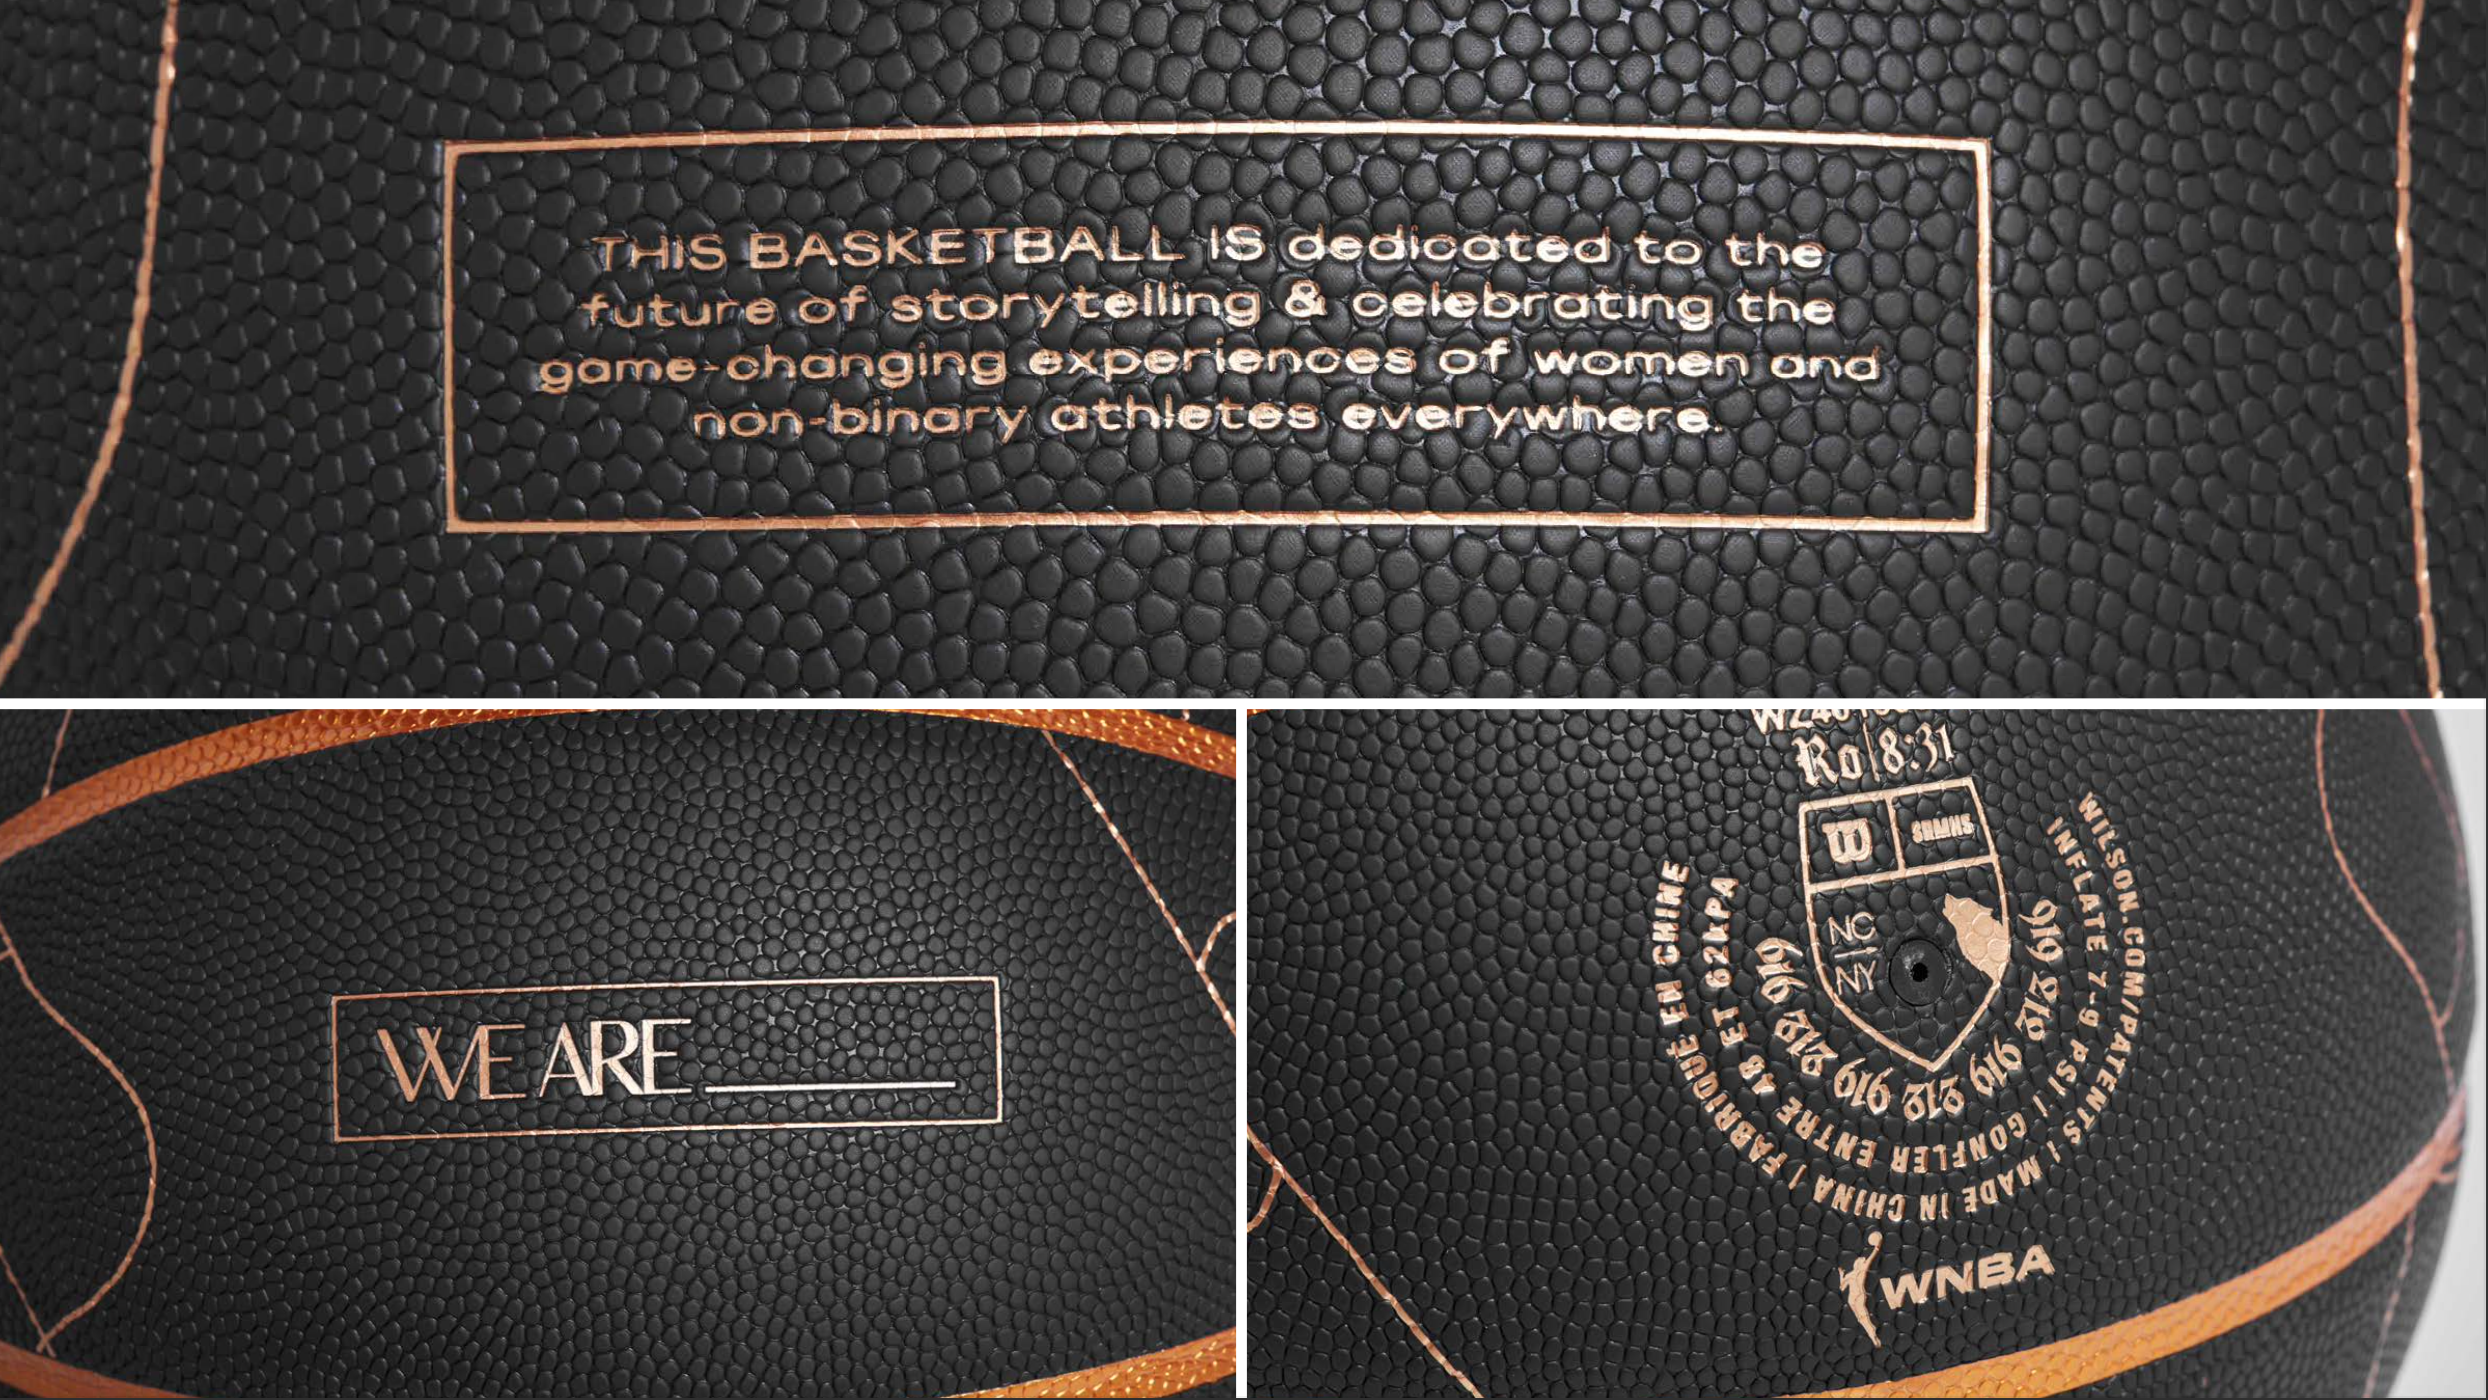 THIS BASKETBALL IS dedicated to the
future of storytelling & celebrating the
game-changing experiences of women and
non-binary athletes everywhere.
WE ARE
Ro|8:31
B
NC
NY
919 212 919 212 919 212 919
INFLATE 7-9 PSI | GONFLER ENTRE 48 ET 62kPA
WILSON.COM/PATENTS | MADE IN CHINA | FABRIQUÉ EN CHINE
WNBA